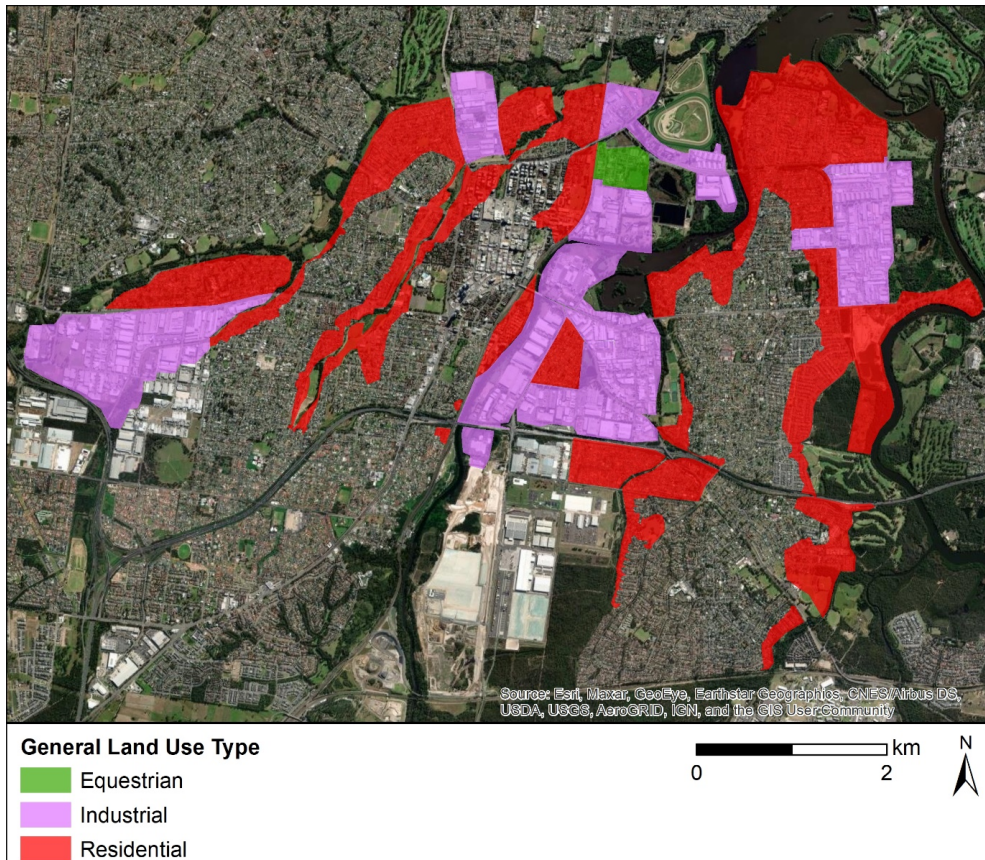 Source: Esri, Maxar, GeoEye, Earthstar Geographics, CNES/Airbus DS,
USDA, USGS, AeroGRID, IGN, and the GIS User Community
General Land Use Type
Equestrian
Industrial
Residential
km
0 2
N